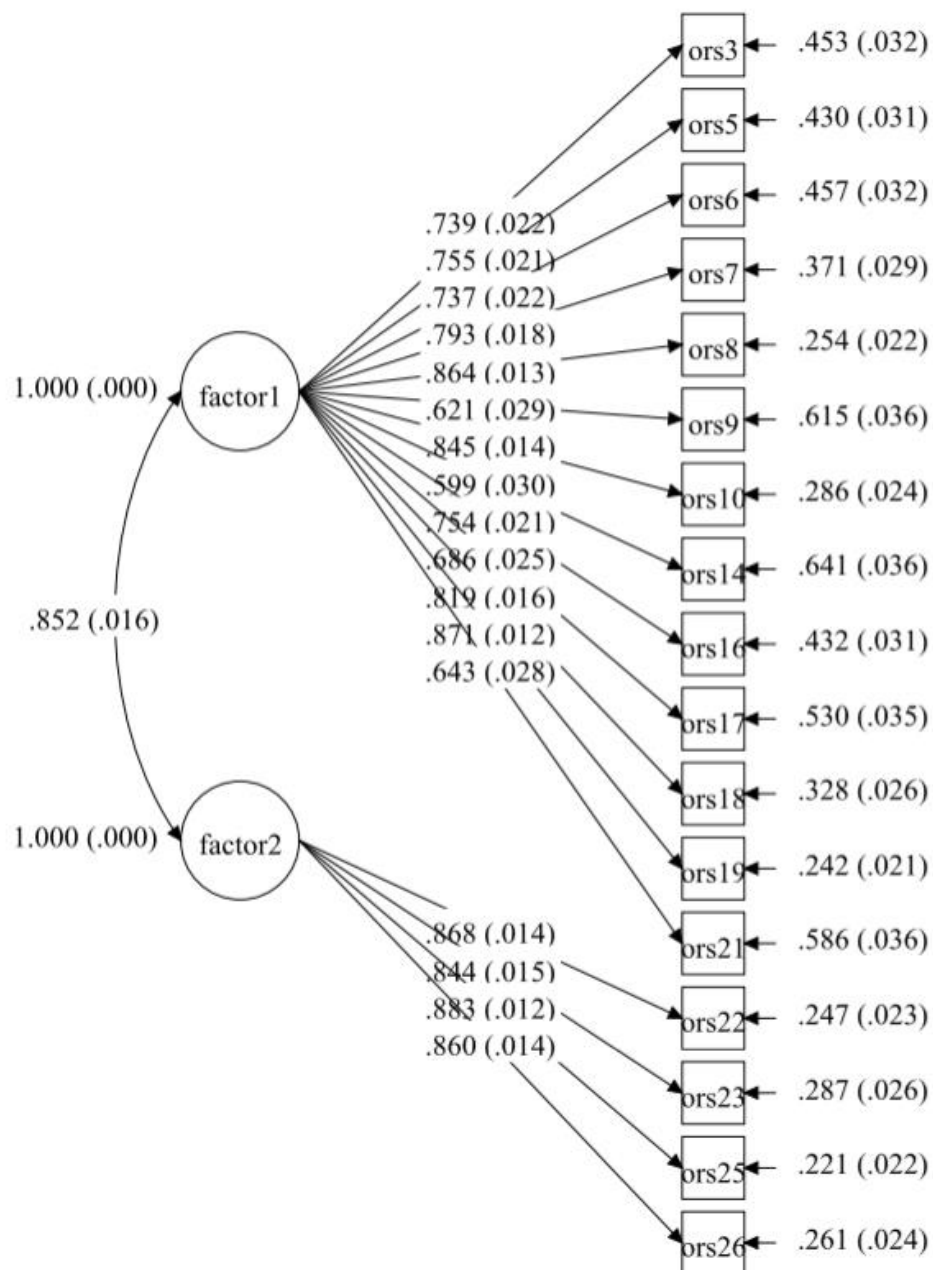 ors3 .453 (.032)
ors5 .430 (.031)
ors6 .457 (.032)
.739 (.022)
.755 (.021)
ors7 .371 (.029)
.737 (.022)
.793 (.018)
ors8 .254 (.022)
.864 (.013)
1.000 (.000) factor1
.621 (.029)
ors9 .615 (.036)
.845 (.014)
.599 (.030)
ors10 .286 (.024)
.754 (.021)
.686 (.025)
ors14 .641 (.036)
.819 (.016)
.852 (.016)
.871 (.012)
ors16 .432 (.031)
.643 (.028)
ors17 .530 (.035)
ors18 .328 (.026)
1.000 (.000) factor2
ors19 .242 (.021)
.868 (.014)
ors21 .586 (.036)
.844 (.015)
.883 (.012)
ors22 .247 (.023)
.860 (.014)
ors23 .287 (.026)
ors25 .221 (.022)
ors26 .261 (.024)